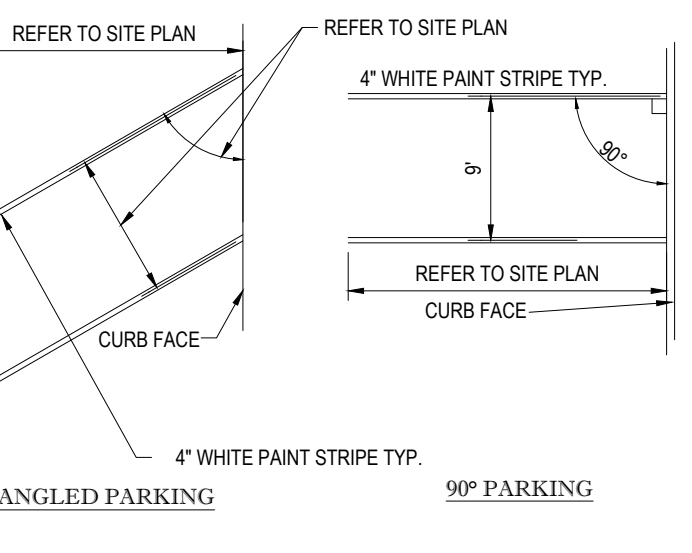 REFER TO SITE PLAN
REFER TO SITE PLAN
4" WHITE PAINT STRIPE TYP.
90°
9'
REFER TO SITE PLAN
CURB FACE
CURB FACE
4" WHITE PAINT STRIPE TYP.
ANGLED PARKING
90° PARKING